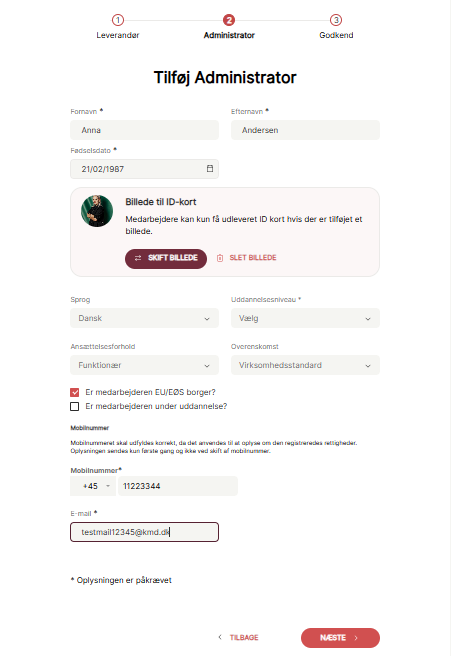 1 2 3
Leverandør Administrator Godkend
Tilføj Administrator
Fornavn * Efternavn *
Anna Andersen
Fødselsdato *
21/02/1987
Billede til ID-kort
Medarbejdere kan kun få udleveret ID kort hvis der er tilføjet et
billede.
SKIFT BILLEDE SLET BILLEDE
Sprog Uddannelsesniveau *
Dansk Vælg
Ansættelsesforhold Overenskomst
Funktionær Virksomhedsstandard
Er medarbejderen EU/EØS borger?
Er medarbejderen under uddannelse?
Mobilnummer
Mobilnummeret skal udfyldes korrekt, da det anvendes til at oplyse om den registreredes rettigheder.
Oplysningen sendes kun første gang og ikke ved skift af mobilnummer.
Mobilnummer*
+45 11223344
E-mail *
testmail12345@kmd.dk
* Oplysningen er påkrævet
TILBAGE NÆSTE